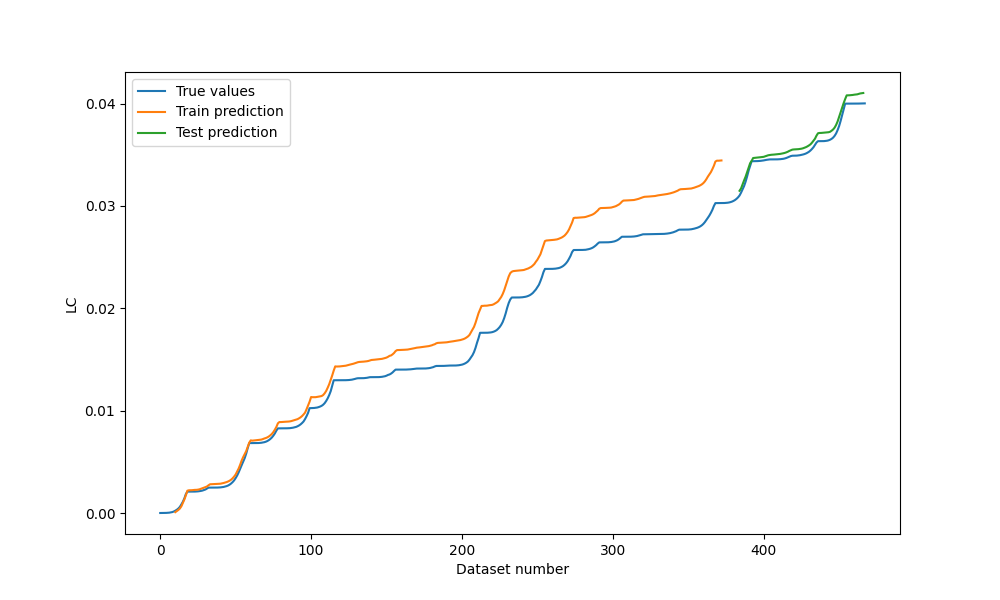 True values
Train prediction
Test prediction
0.04
0.03
0.02
0.01
0.00
LC
0
100
200
300
400
Dataset number